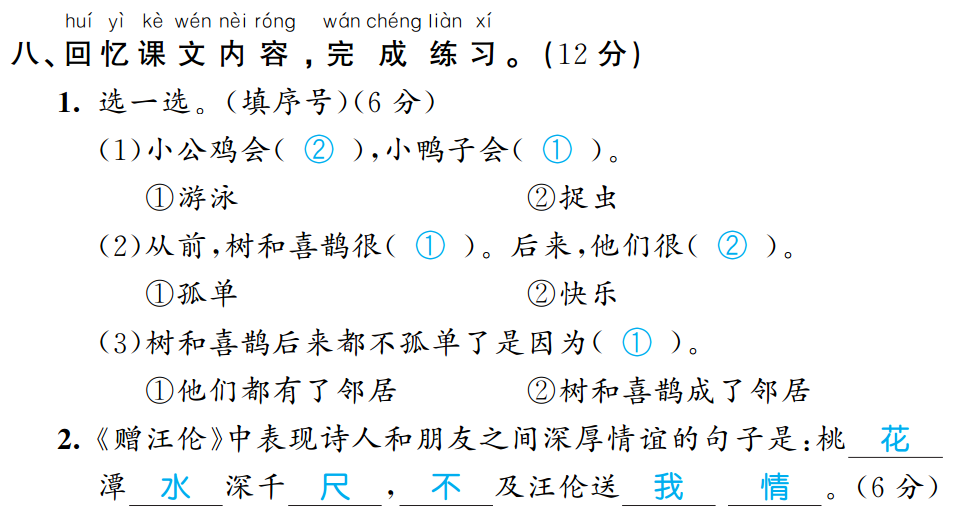 huí yì kè wén nèi róng wán chéng liàn xí
八、回忆课文内容,完成练习。(12分)
1. 选一选。(填序号)(6分)
(1)小公鸡会( ② ),小鸭子会( ① )。
①游泳 ②捉虫
(2)从前,树和喜鹊很( ① )。后来,他们很( ② )。
①孤单 ②快乐
(3)树和喜鹊后来都不孤单了是因为( ① )。
①他们都有了邻居 ②树和喜鹊成了邻居
2.《赠汪伦》中表现诗人和朋友之间深厚情谊的句子是:桃 花
潭 水 深千 尺 , 不 及汪伦送 我 情 。(6分)